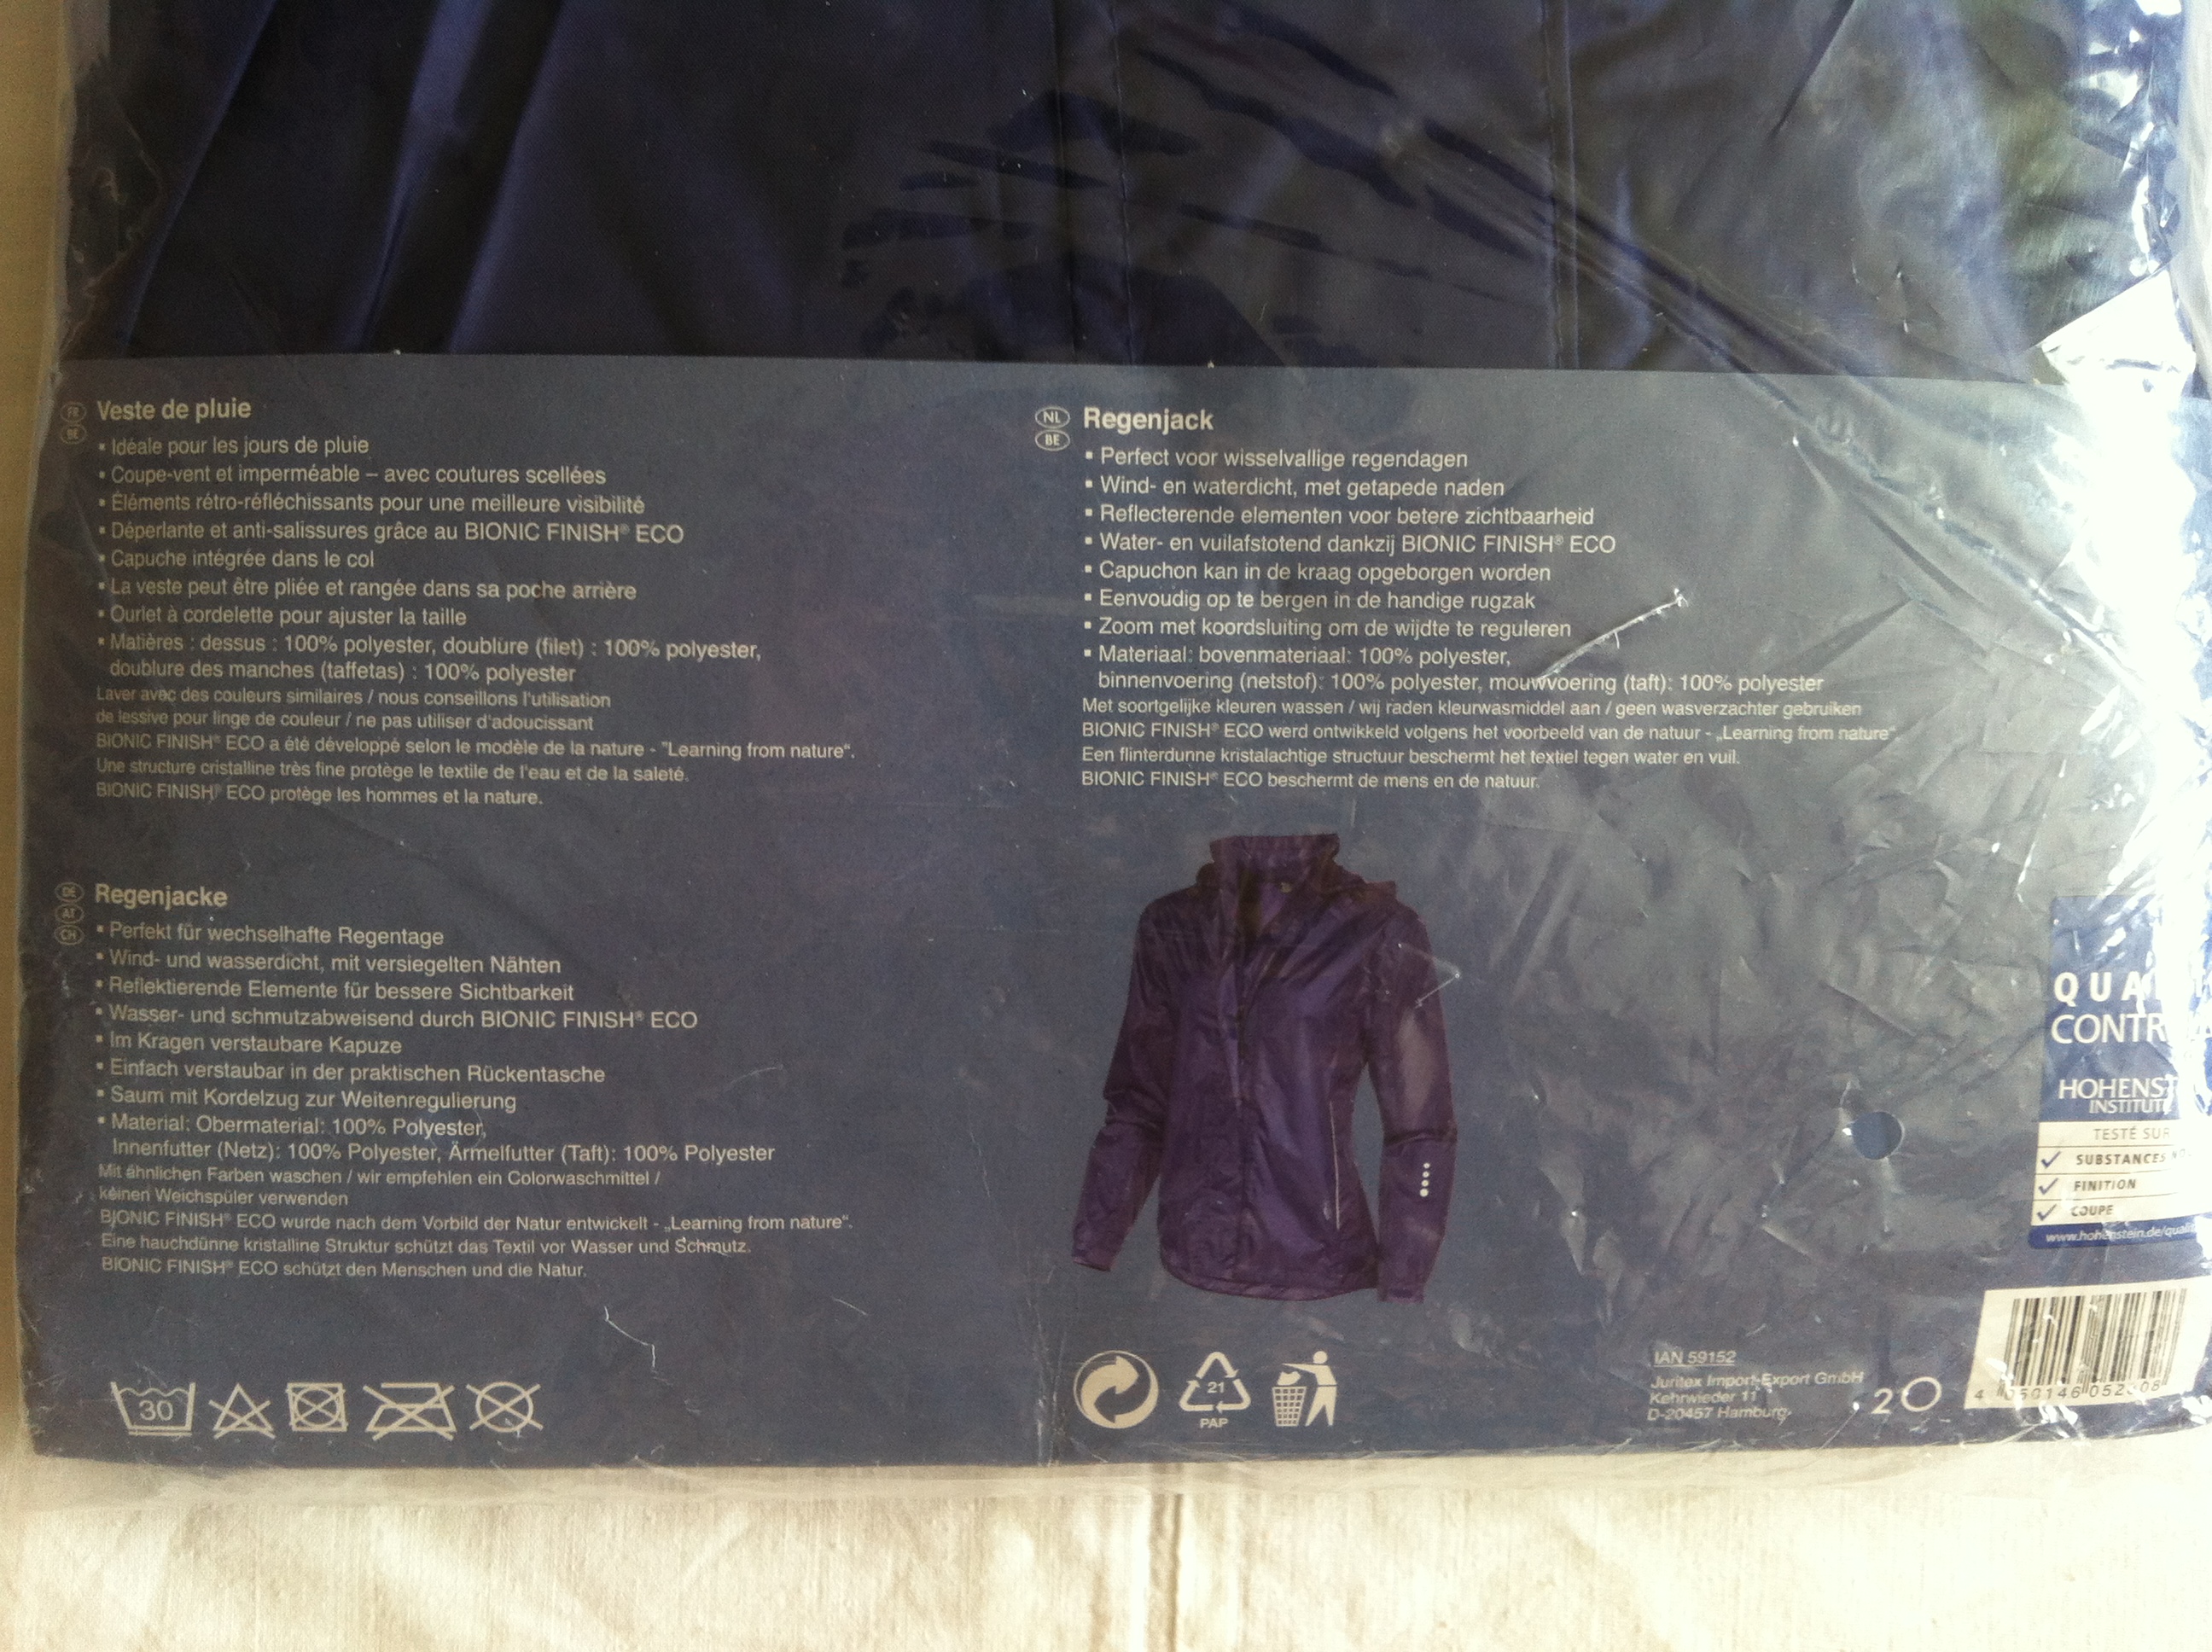 FR
BE
Veste de pluie
▪ Idéale pour les jours de pluie
▪ Coupe-vent et imperméable – avec coutures scellées
▪ Éléments rétro-réfléchissants pour une meilleure visibilité
▪ Déperlante et anti-salissures grâce au BIONIC FINISH® ECO
▪ Capuche intégrée dans le col
▪ La veste peut être pliée et rangée dans sa poche arrière
▪ Ourlet à cordelette pour ajuster la taille
▪ Matières : dessus : 100% polyester, doublure (filet) : 100% polyester,
doublure des manches (taffetas) : 100% polyester
Laver avec des couleurs similaires / nous conseillons l'utilisation
de lessive pour linge de couleur / ne pas utiliser d'adoucissant
BIONIC FINISH® ECO a été développé selon le modèle de la nature - "Learning from nature“.
Une structure cristalline très fine protège le textile de l'eau et de la saleté.
BIONIC FINISH® ECO protège les hommes et la nature.
NL
BE
Regenjack
▪ Perfect voor wisselvallige regendagen
▪ Wind- en waterdicht, met getapede naden
▪ Reflecterende elementen voor betere zichtbaarheid
▪ Water- en vuilafstotend dankzij BIONIC FINISH® ECO
▪ Capuchon kan in de kraag opgeborgen worden
▪ Eenvoudig op te bergen in de handige rugzak
▪ Zoom met koordsluiting om de wijdte te reguleren
▪ Materiaal: bovenmateriaal: 100% polyester,
binnenvoering (netstof): 100% polyester, mouwvoering (taft): 100% polyester
Met soortgelijke kleuren wassen / wij raden kleurwasmiddel aan / geen wasverzachter gebruiken
BIONIC FINISH® ECO werd ontwikkeld volgens het voorbeeld van de natuur - „Learning from nature“
Een flinterdunne kristalachtige structuur beschermt het textiel tegen water en vuil.
BIONIC FINISH® ECO beschermt de mens en de natuur.
DE
AT
CH
Regenjacke
▪ Perfekt für wechselhafte Regentage
▪ Wind- und wasserdicht, mit versiegelten Nähten
▪ Reflektierende Elemente für bessere Sichtbarkeit
▪ Wasser- und schmutzabweisend durch BIONIC FINISH® ECO
▪ Im Kragen verstaubare Kapuze
▪ Einfach verstaubar in der praktischen Rückentasche
▪ Saum mit Kordelzug zur Weitenregulierung
▪ Material: Obermaterial: 100% Polyester,
Innenfutter (Netz): 100% Polyester, Ärmelfutter (Taft): 100% Polyester
Mit ähnlichen Farben waschen / wir empfehlen ein Colorwaschmittel /
keinen Weichspüler verwenden
BIONIC FINISH® ECO wurde nach dem Vorbild der Natur entwickelt - „Learning from nature“.
Eine hauchdünne kristalline Struktur schützt das Textil vor Wasser und Schmutz.
BIONIC FINISH® ECO schützt den Menschen und die Natur.
30
21
PAP
IAN 59152
Juritex Import-Export GmbH
Kehrwieder 11
D-20457 Hamburg
20
QUA
CONTR
HOHENST
INSTITUT
TESTÉ SUR
SUBSTANCES
FINITION
COUPE
www.hohenstein.de/quali